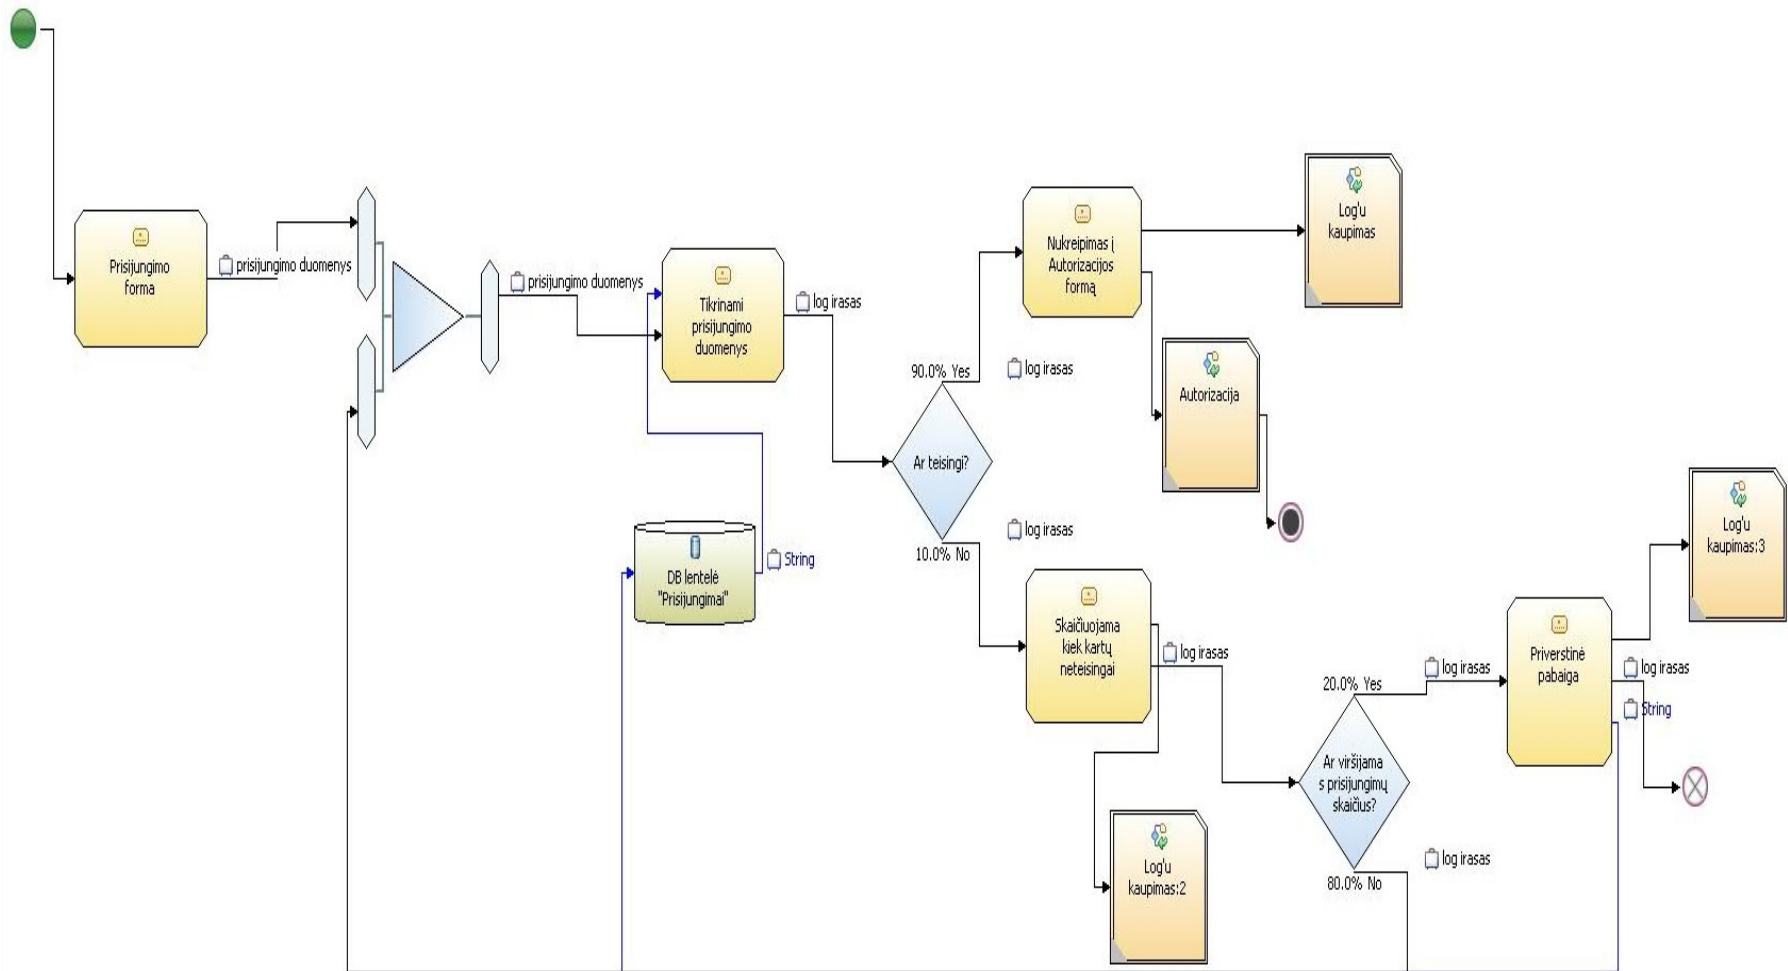 Prisijungimo
forma
prisijungimo duomenys
prisijungimo duomenys
Tikrinami
prisijungimo
duomenys
log irasas
DB lentelė
"Prisijungimai"
String
90.0% Yes
Ar teisingi?
10.0% No
log irasas
log irasas
Nukreipimas į
Autorizacijos
formą
Log'u
kaupimas
Autorizacija
Skaičiuojama
kiek kartų
neteisingai
log irasas
Log'u
kaupimas:2
20.0% Yes
Ar viršijama
s prisijungimų
skaičius?
80.0% No
log irasas
log irasas
Priverstinė
pabaiga
log irasas
String
Log'u
kaupimas:3